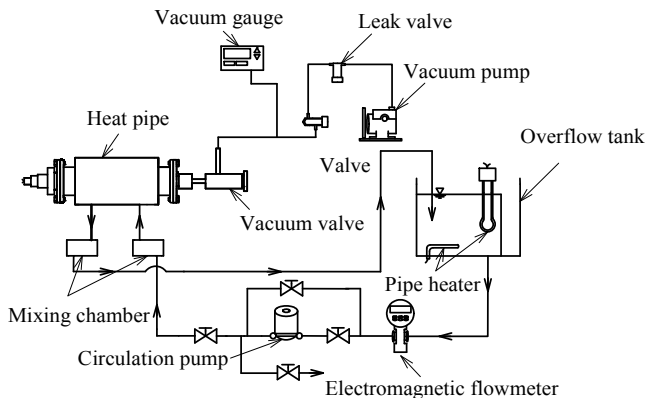 Vacuum gauge
Leak valve
Vacuum pump
Heat pipe
Overflow tank
Valve
Vacuum valve
Pipe heater
Mixing chamber
Circulation pump
Electromagnetic flowmeter